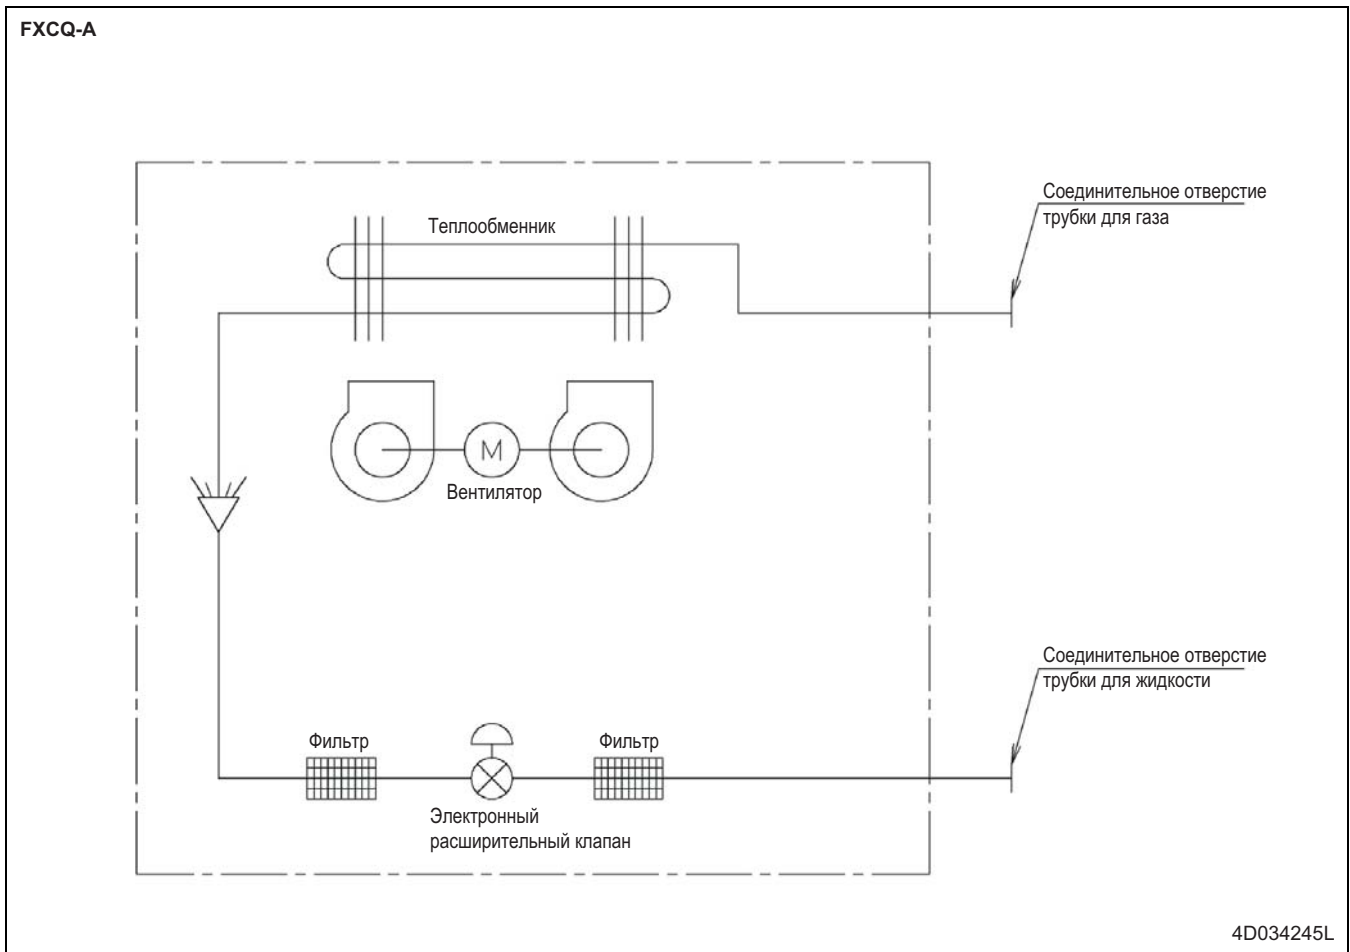 FXCQ-A
Соединительное отверстие
трубки для газа
Теплообменник
M
Вентилятор
Соединительное отверстие
трубки для жидкости
Фильтр
Фильтр
Электронный
расширительный клапан
4D034245L